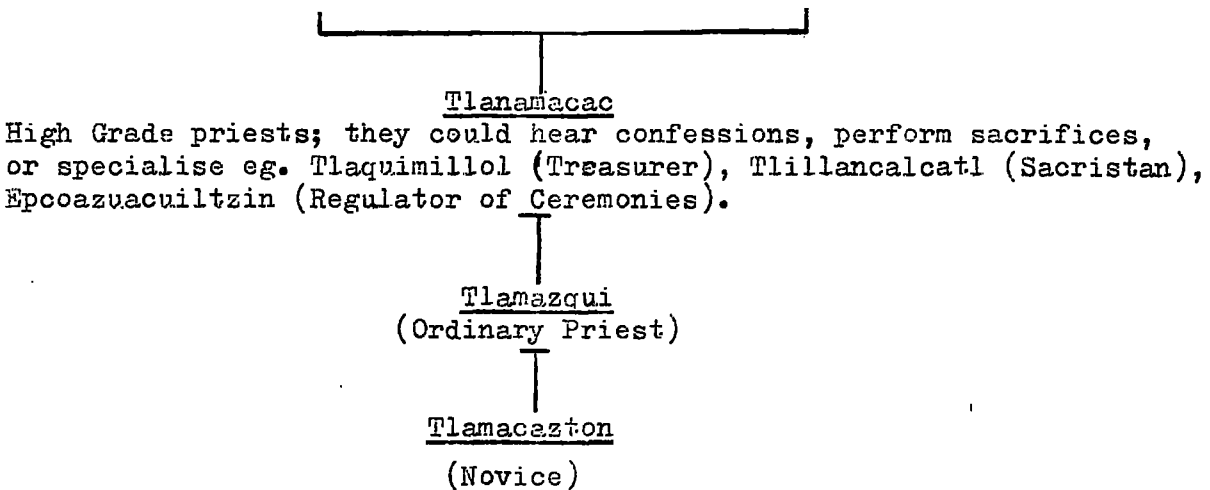 Tlanamacac
High Grade priests; they could hear confessions, perform sacrifices,
or specialise eg. Tlaquimillol (Treasurer), Tlillancalcatl (Sacristan),
Epcoazuacuiltzin (Regulator of Ceremonies).
Tlamazqui
(Ordinary Priest)
Tlamacazton
(Novice)